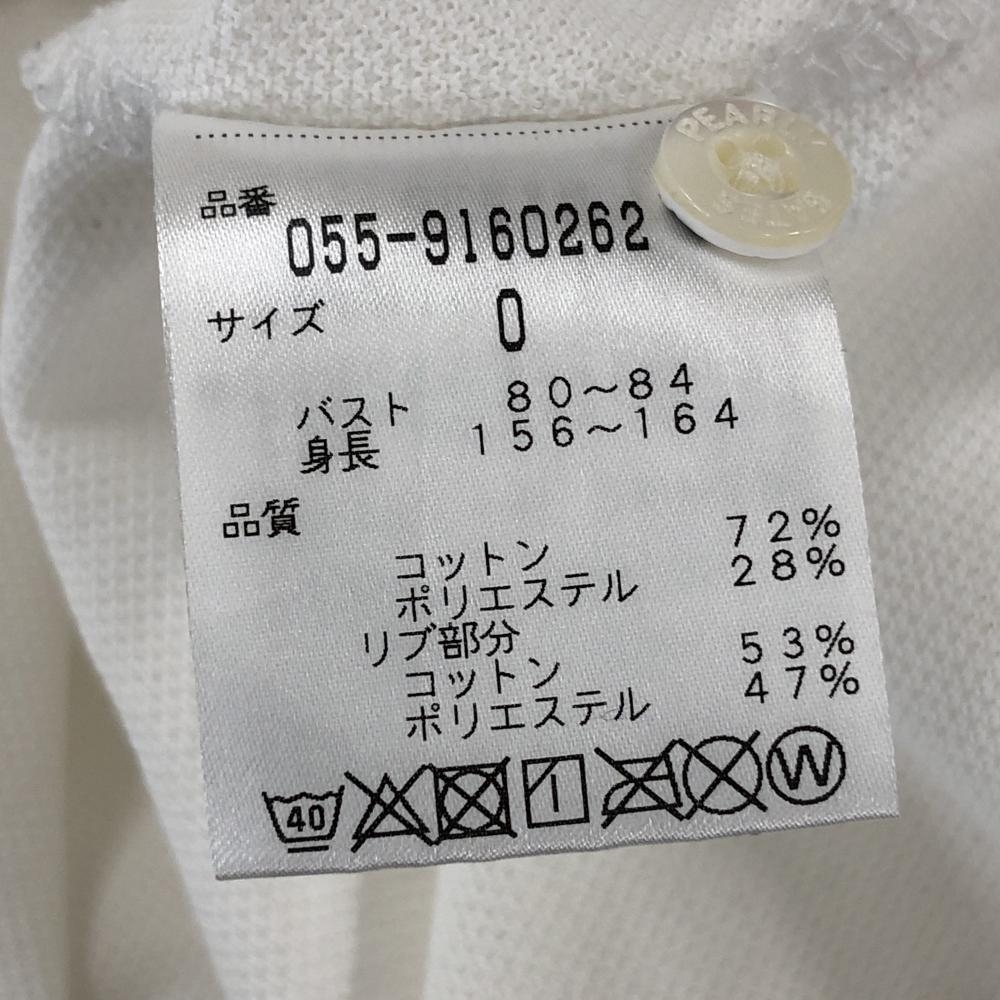 PEARLY
品番
055-9160262
サイズ 0
バスト 80~84
身長 156~164
品質
コットン 72%
ポリエステル 28%
リブ部分
コットン 53%
ポリエステル 47%
40
W